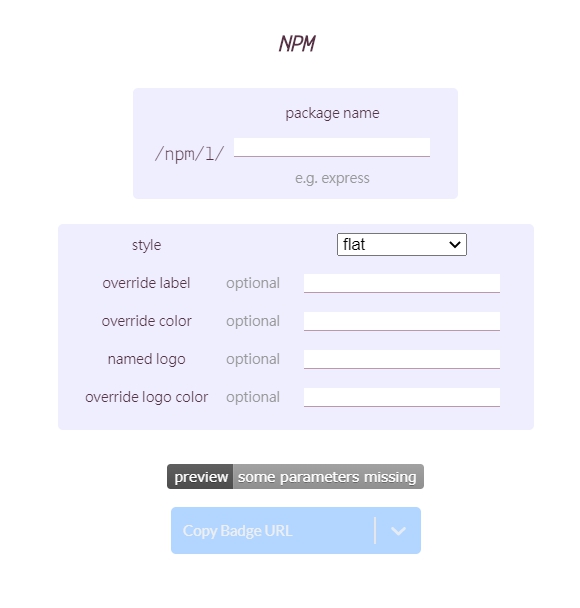 NPM
package name
/npm/l/
e.g. express
style flat
override label optional
override color optional
named logo optional
override logo color optional
preview some parameters missing
Copy Badge URL